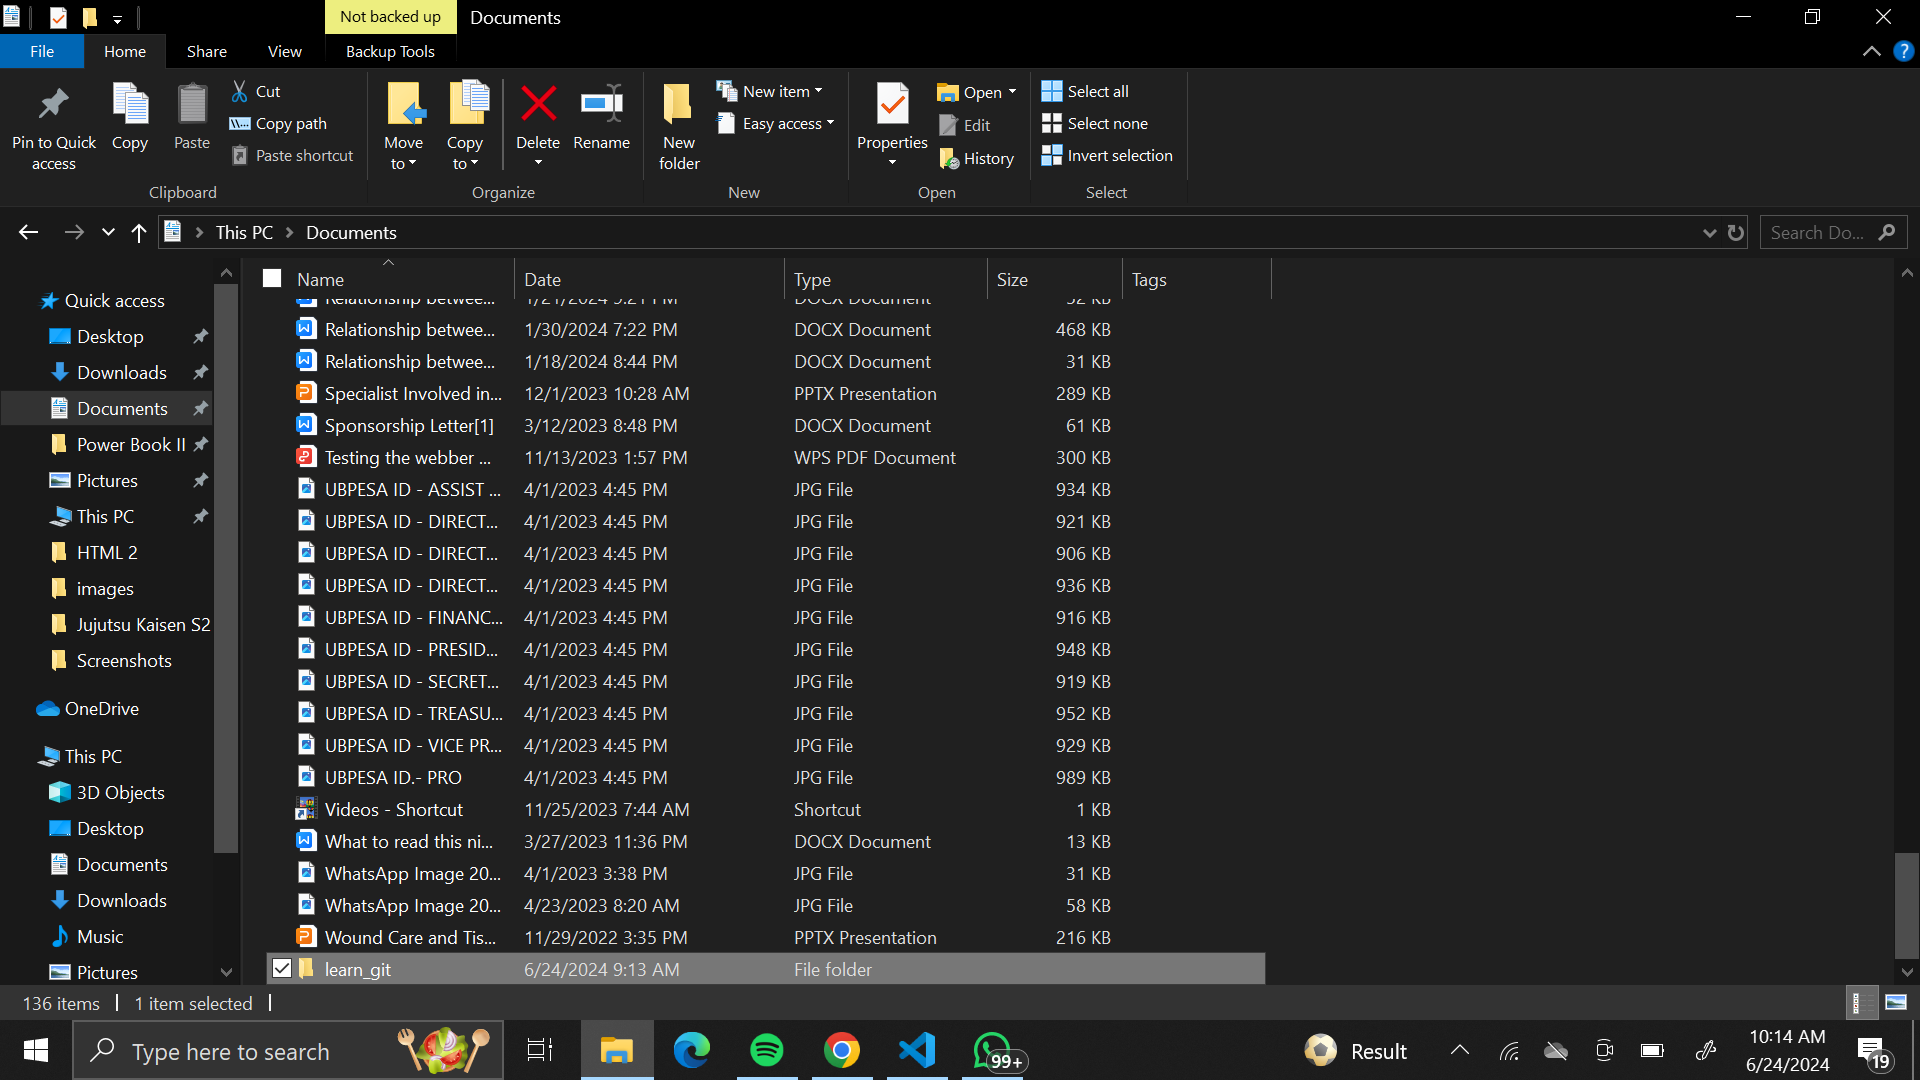 Not backed up
Documents
File
Home
Share
View
Backup Tools
Pin to Quick access
Copy
Paste
Cut
Copy path
Paste shortcut
Clipboard
Move to
Copy to
Delete
Rename
Organize
New folder
New item
Easy access
New
Properties
Open
Edit
History
Open
Select all
Select none
Invert selection
Select
This PC > Documents
Search Do...
Quick access
Desktop
Downloads
Documents
Power Book II
Pictures
This PC
HTML 2
images
Jujutsu Kaisen S2
Screenshots
OneDrive
This PC
3D Objects
Desktop
Documents
Downloads
Music
Pictures
Name Date Type Size Tags
Relationship betwee... 1/21/2024 9:21 PM DOCX Document
Relationship betwee... 1/30/2024 7:22 PM DOCX Document 468 KB
Relationship betwee... 1/18/2024 8:44 PM DOCX Document 31 KB
Specialist Involved in... 12/1/2023 10:28 AM PPTX Presentation 289 KB
Sponsorship Letter[1] 3/12/2023 8:48 PM DOCX Document 61 KB
Testing the webber ... 11/13/2023 1:57 PM WPS PDF Document 300 KB
UBPESA ID - ASSIST ... 4/1/2023 4:45 PM JPG File 934 KB
UBPESA ID - DIRECT... 4/1/2023 4:45 PM JPG File 921 KB
UBPESA ID - DIRECT... 4/1/2023 4:45 PM JPG File 906 KB
UBPESA ID - DIRECT... 4/1/2023 4:45 PM JPG File 936 KB
UBPESA ID - FINANC... 4/1/2023 4:45 PM JPG File 916 KB
UBPESA ID - PRESID... 4/1/2023 4:45 PM JPG File 948 KB
UBPESA ID - SECRET... 4/1/2023 4:45 PM JPG File 919 KB
UBPESA ID - TREASU... 4/1/2023 4:45 PM JPG File 952 KB
UBPESA ID - VICE PR... 4/1/2023 4:45 PM JPG File 929 KB
UBPESA ID.- PRO 4/1/2023 4:45 PM JPG File 989 KB
Videos - Shortcut 11/25/2023 7:44 AM Shortcut 1 KB
What to read this ni... 3/27/2023 11:36 PM DOCX Document 13 KB
WhatsApp Image 20... 4/1/2023 3:38 PM JPG File 31 KB
WhatsApp Image 20... 4/23/2023 8:20 AM JPG File 58 KB
Wound Care and Tis... 11/29/2022 3:35 PM PPTX Presentation 216 KB
learn_git 6/24/2024 9:13 AM File folder
136 items 1 item selected
Type here to search
99+
Result
10:14 AM
6/24/2024
19